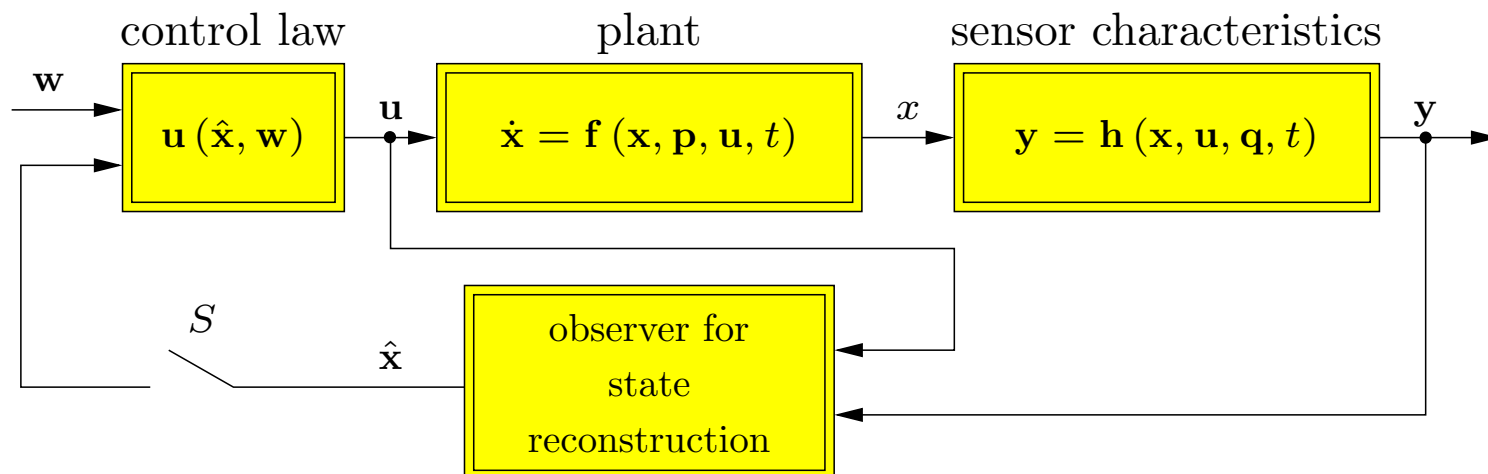 control law plant sensor characteristics
w u x y
u (x̂, w) ẋ = f (x, p, u, t) y = h (x, u, q, t)
S
x̂
observer for
state
reconstruction